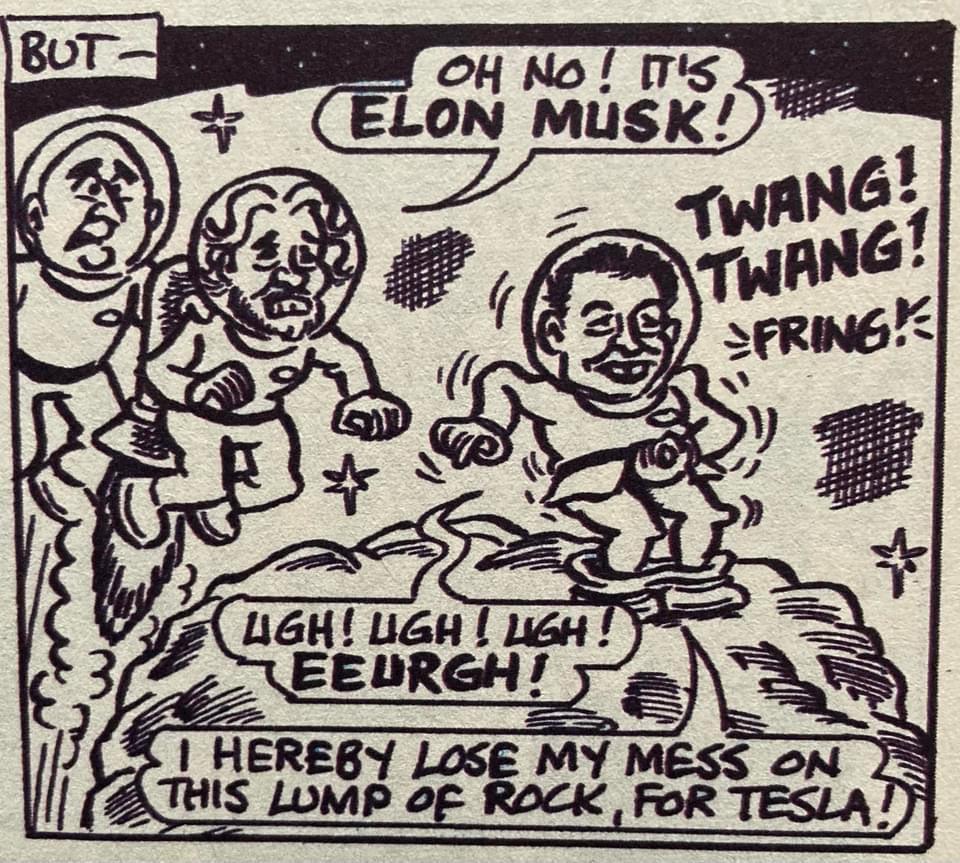 BUT—
OH NO! IT'S
ELON MUSK!
TWANG!
TWANG!
FRING!
UGH! UGH! UGH!
EEURGH!
I HEREBY LOSE MY MESS ON
THIS LUMP OF ROCK, FOR TESLA!